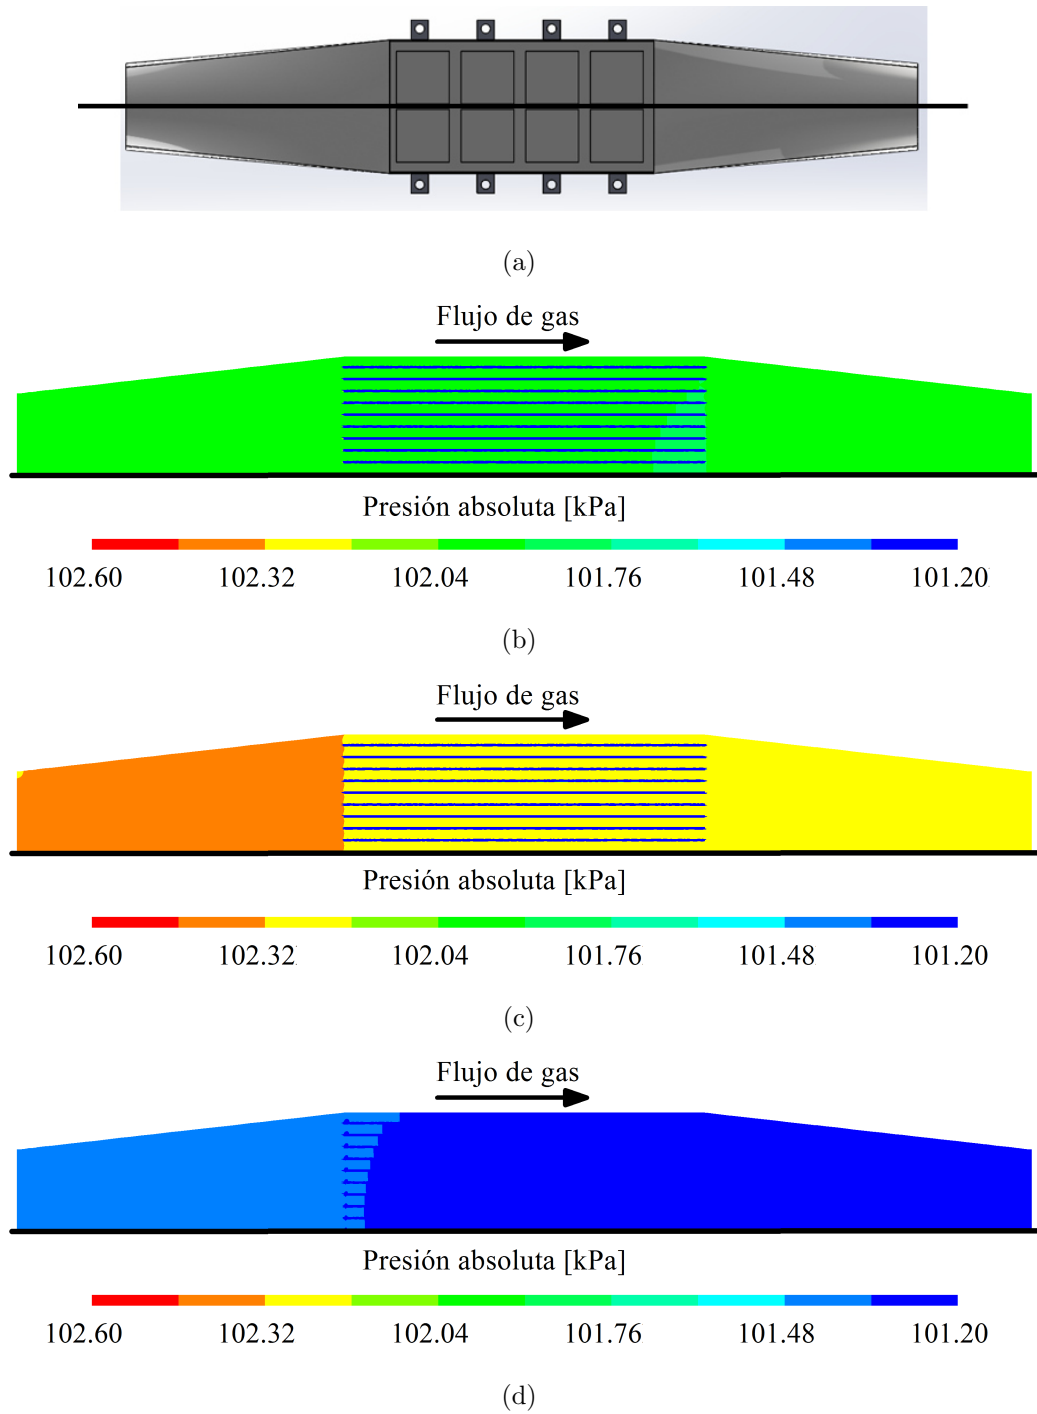 (a)
Flujo de gas
Presión absoluta [kPa]
102.60 102.32 102.04 101.76 101.48 101.20
(b)
Flujo de gas
Presión absoluta [kPa]
102.60 102.32 102.04 101.76 101.48 101.20
(c)
Flujo de gas
Presión absoluta [kPa]
102.60 102.32 102.04 101.76 101.48 101.20
(d)